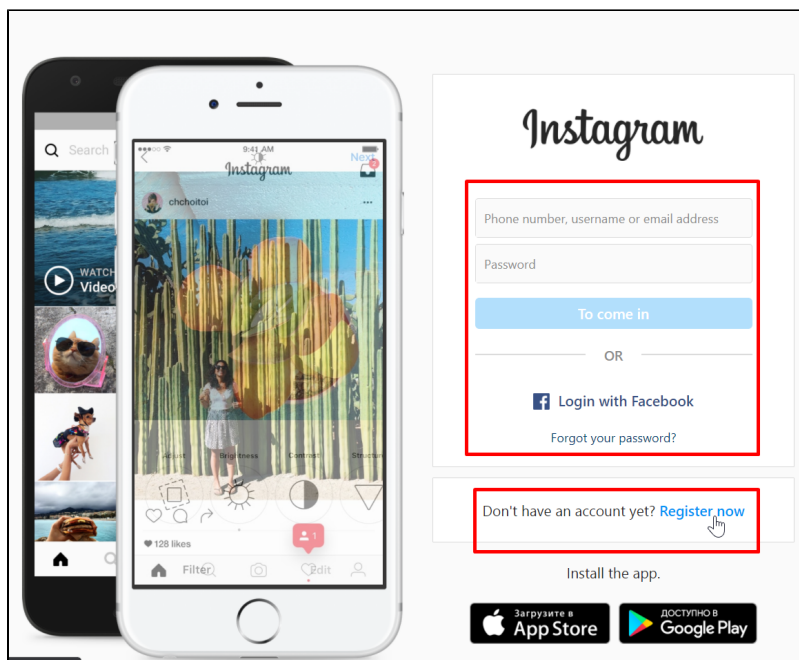 Search
WATCH
Video
9:41 AM
Next
Instagram
2
chchoitoi
Adjust
Brightness
Contrast
Structure
128 likes
1
Filter
Edit
Instagram
Phone number, username or email address
Password
To come in
OR
Login with Facebook
Forgot your password?
Don't have an account yet? Register now
Install the app.
Загрузите в
App Store
ДОСТУПНО В
Google Play